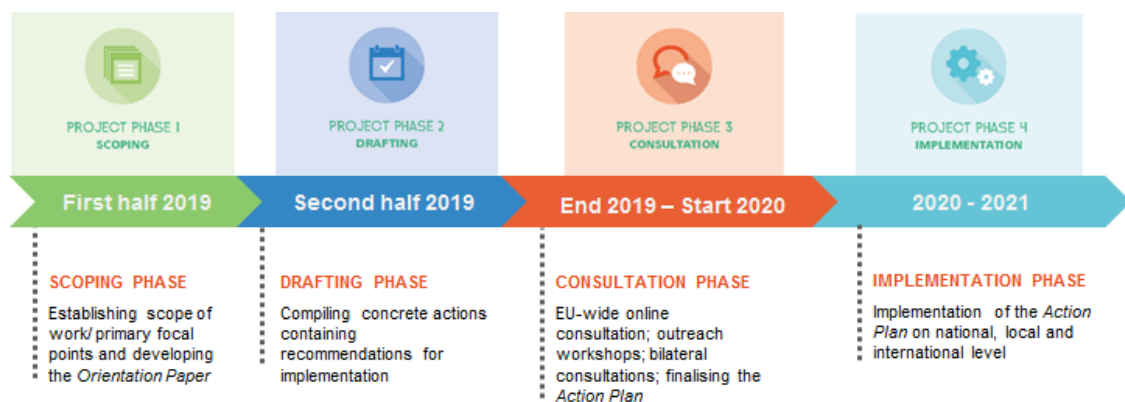 PROJECT PHASE 1
SCOPING
PROJECT PHASE 2
DRAFTING
PROJECT PHASE 3
CONSULTATION
PROJECT PHASE 4
IMPLEMENTATION
First half 2019
Second half 2019
End 2019 – Start 2020
2020 - 2021
SCOPING PHASE
Establishing scope of
work/ primary focal
points and developing
the Orientation Paper
DRAFTING PHASE
Compiling concrete actions
containing
recommendations for
implementation
CONSULTATION PHASE
EU-wide online
consultation; outreach
workshops; bilateral
consultations; finalising the
Action Plan
IMPLEMENTATION PHASE
Implementation of the Action
Plan on national, local and
international level